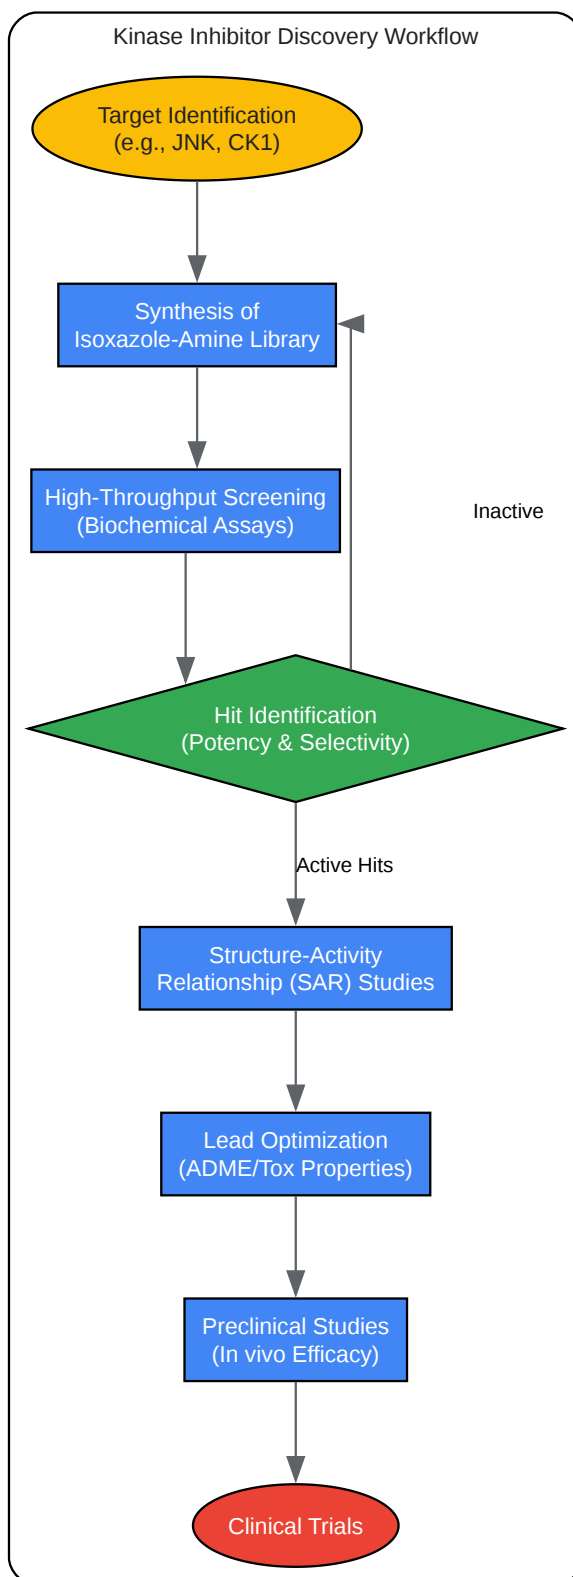 Kinase Inhibitor Discovery Workflow
Target Identification
(e.g., JNK, CK1)
Synthesis of
Isoxazole-Amine Library
High-Throughput Screening
(Biochemical Assays)
Inactive
Hit Identification
(Potency & Selectivity)
Active Hits
Structure-Activity
Relationship (SAR) Studies
Lead Optimization
(ADME/Tox Properties)
Preclinical Studies
(In vivo Efficacy)
Clinical Trials